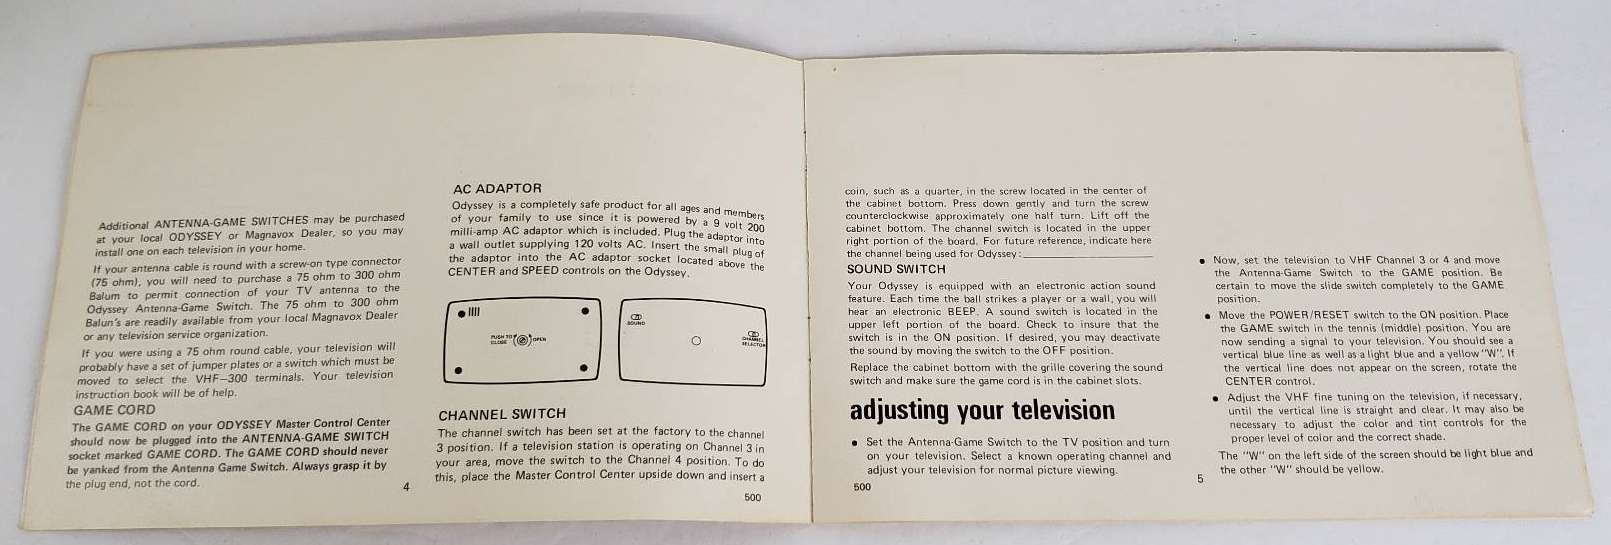 Additional ANTENNA-GAME SWITCHES may be purchased
at your local ODYSSEY or Magnavox Dealer, so you may
install one on each television in your home.
If your antenna cable is round with a screw-on type connector
(75 ohm), you will need to purchase a 75 ohm to 300 ohm
Balum to permit connection of your TV antenna to the
Odyssey Antenna-Game Switch. The 75 ohm to 300 ohm
Balun's are readily available from your local Magnavox Dealer
or any television service organization.
If you were using a 75 ohm round cable, your television will
probably have a set of jumper plates or a switch which must be
moved to select the VHF-300 terminals. Your television
instruction book will be of help.
GAME CORD
The GAME CORD on your ODYSSEY Master Control Center
should now be plugged into the ANTENNA-GAME SWITCH
socket marked GAME CORD. The GAME CORD should never
be yanked from the Antenna Game Switch. Always grasp it by
the plug end, not the cord.
4
AC ADAPTOR
Odyssey is a completely safe product for all ages and members
of your family to use since it is powered by a 9 volt 200
milli-amp AC adaptor which is included. Plug the adaptor into
a wall outlet supplying 120 volts AC. Insert the small plug of
the adaptor into the AC adaptor socket located above the
CENTER and SPEED controls on the Odyssey.
PUSH TO
CLOSE
OPEN
SOUND
CHANNEL
SELECTOR
CHANNEL SWITCH
The channel switch has been set at the factory to the channel
3 position. If a television station is operating on Channel 3 in
your area, move the switch to the Channel 4 position. To do
this, place the Master Control Center upside down and insert a
500
coin, such as a quarter, in the screw located in the center of
the cabinet bottom. Press down gently and turn the screw
counterclockwise approximately one half turn. Lift off the
cabinet bottom. The channel switch is located in the upper
right portion of the board. For future reference, indicate here
the channel being used for Odyssey:____________________
SOUND SWITCH
Your Odyssey is equipped with an electronic action sound
feature. Each time the ball strikes a player or a wall, you will
hear an electronic BEEP. A sound switch is located in the
upper left portion of the board. Check to insure that the
switch is in the ON position. If desired, you may deactivate
the sound by moving the switch to the OFF position.
Replace the cabinet bottom with the grille covering the sound
switch and make sure the game cord is in the cabinet slots.
adjusting your television
• Set the Antenna-Game Switch to the TV position and turn
on your television. Select a known operating channel and
adjust your television for normal picture viewing.
500
• Now, set the television to VHF Channel 3 or 4 and move
the Antenna-Game Switch to the GAME position. Be
certain to move the slide switch completely to the GAME
position.
• Move the POWER/RESET switch to the ON position. Place
the GAME switch in the tennis (middle) position. You are
now sending a signal to your television. You should see a
vertical blue line as well as a light blue and a yellow "W". If
the vertical line does not appear on the screen, rotate the
CENTER control.
• Adjust the VHF fine tuning on the television, if necessary,
until the vertical line is straight and clear. It may also be
necessary to adjust the color and tint controls for the
proper level of color and the correct shade.
The "W" on the left side of the screen should be light blue and
the other "W" should be yellow.
5